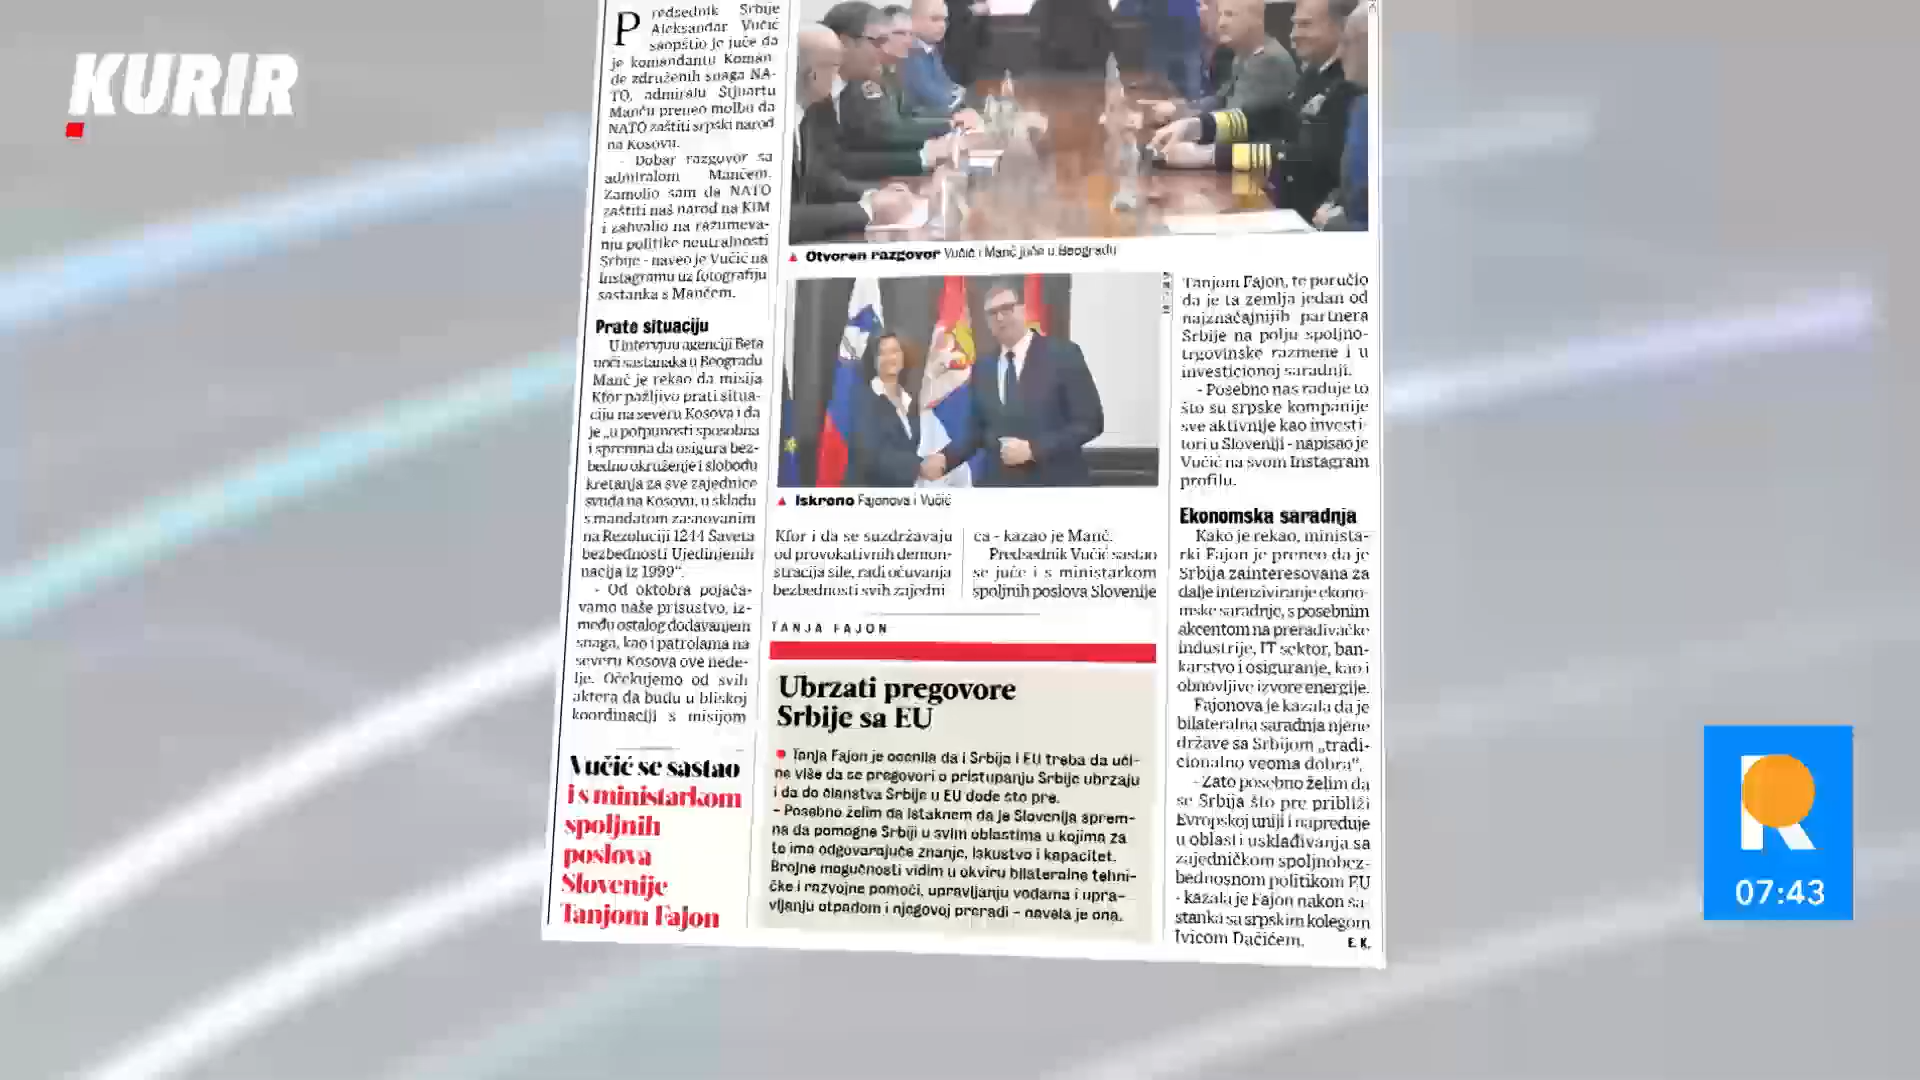 KURIR
Predsednik Srbije
Aleksandar Vučić
saopštio je juče da
je komandantu Koman-
de združenih snaga NA-
TO, admiralu Stjuartu
Manču preneo molbu da
NATO zaštiti srpski narod
na Kosovu.
- Dobar razgovor sa
admiralom Mančem.
Zamolio sam da NATO
zaštiti naš narod na KIM
i zahvalio na razumeva-
nju politike neutralnosti
Srbije - naveo je Vučić na
Instagramu uz fotografiju
sastanka s Mančem.
Prate situaciju
U intervjuu agenciji Beta
uoči sastanaka u Beogradu
Manč je rekao da misija
Kfor pažljivo prati situa-
ciju na severu Kosova i da
je „u potpunosti sposobna
i spremna da osigura bez-
bedno okruženje i slobodu
kretanja za sve zajednice
svuda na Kosovu, u skladu
s mandatom zasnovanim
na Rezoluciji 1244 Saveta
bezbednosti Ujedinjenih
nacija iz 1999“.
- Od oktobra pojača-
vamo naše prisustvo, iz-
među ostalog dodavanjem
snaga, kao i patrolama na
severu Kosova ove nede-
lje. Očekujemo od svih
aktera da budu u bliskoj
koordinaciji s misijom
Vučić se sastao
i s ministarkom
spoljnih
poslova
Slovenije
Tanjom Fajon
Otvoren razgovor Vučić i Manč juče u Beogradu
Iskreno Fajonova i Vučić
Kfor i da se suzdržavaju
od provokativnih demon-
stracija sile, radi očuvanja
bezbednosti svih zajedni-
ca - kazao je Manč.
Predsednik Vučić sastao
se juče i s ministarkom
spoljnih poslova Slovenije
TANJA FAJON
Ubrzati pregovore
Srbije sa EU
Tanja Fajon je ocenila da i Srbija i EU treba da uči-
ne više da se pregovori o pristupanju Srbije ubrzaju
i da do članstva Srbije u EU dođe što pre.
– Posebno želim da istaknem da je Slovenija sprem-
na da pomogne Srbiji u svim oblastima u kojima za
to ima odgovarajuće znanje, iskustvo i kapacitet.
Brojne mogućnosti vidim u okviru bilateralne tehni-
čke i razvojne pomoći, upravljanju vodama i upra-
vljanju otpadom i njegovoj preradi – navela je ona.
Tanjom Fajon, te poručio
da je ta zemlja jedan od
najznačajnijih partnera
Srbije na polju spoljno-
trgovinske razmene i u
investicionoj saradnji.
- Posebno nas raduje to
što su srpske kompanije
sve aktivnije kao investi-
tori u Sloveniji - napisao je
Vučić na svom Instagram
profilu.
Ekonomska saradnja
Kako je rekao, minista-
rki Fajon je preneo da je
Srbija zainteresovana za
dalje intenziviranje ekono-
mske saradnje, s posebnim
akcentom na prerađivačke
industrije, IT sektor, ban-
karstvo i osiguranje, kao i
obnovljive izvore energije.
Fajonova je kazala da je
bilateralna saradnja njene
države sa Srbijom „tradi-
cionalno veoma dobra“.
- Zato posebno želim da
se Srbija što pre približi
Evropskoj uniji i napreduje
u oblasti usklađivanja sa
zajedničkom spoljnobez-
bednosnom politikom EU
- kazala je Fajon nakon sa-
stanka sa srpskim kolegom
Ivicom Dačićem.
E. K.
R
07:43